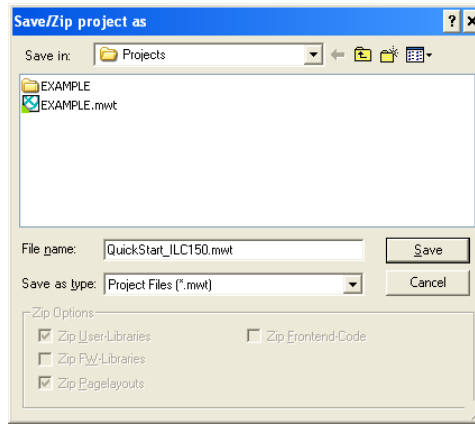 Save/Zip project as
Save in: Projects
EXAMPLE
EXAMPLE.mwt
File name: QuickStart_ILC150.mwt Save
Save as type: Project Files (*.mwt) Cancel
Zip Options
Zip User-Libraries Zip Frontend-Code
Zip FW-Libraries
Zip Pagelayouts